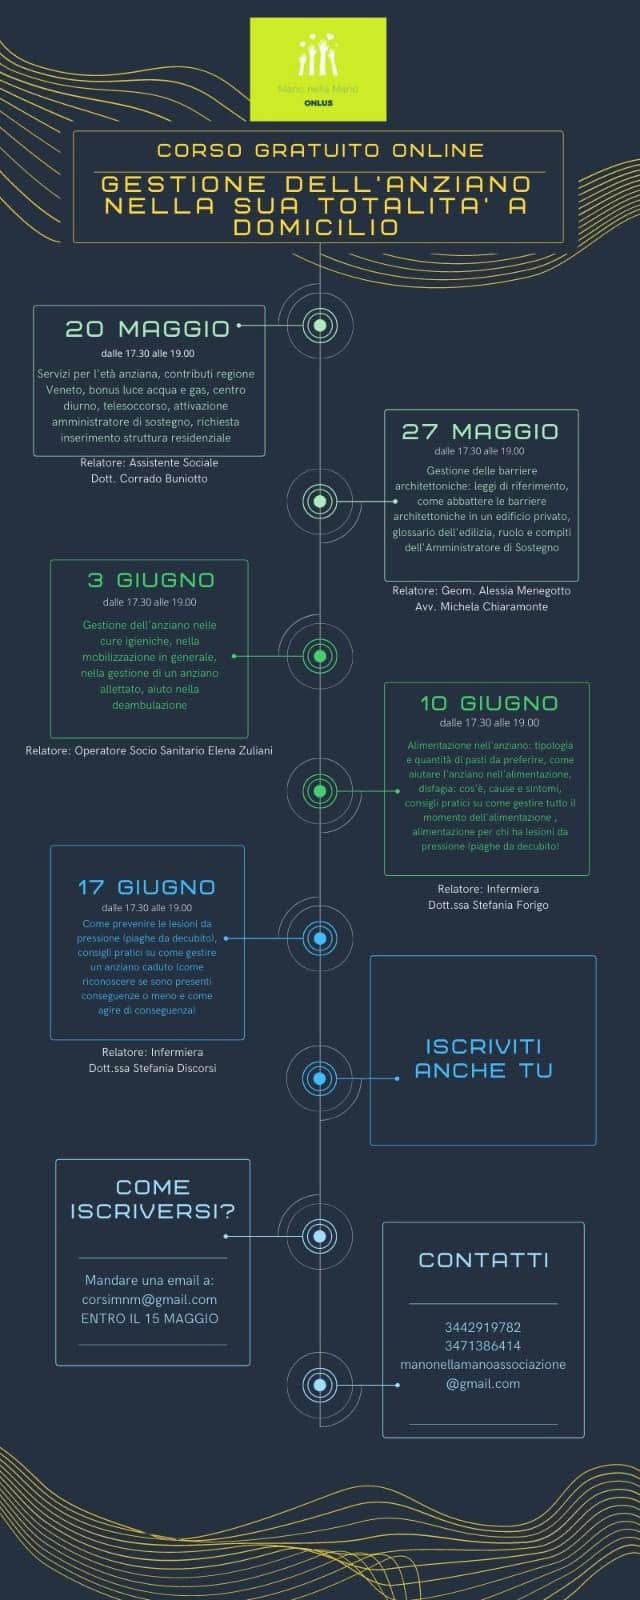 Mano nella Mano
ONLUS
CORSO GRATUITO ONLINE
GESTIONE DELL'ANZIANO
NELLA SUA TOTALITA' A
DOMICILIO
20 MAGGIO
dalle 17.30 alle 19.00
Servizi per l'età anziana, contributi regione
Veneto, bonus luce acqua e gas, centro
diurno, telesoccorso, attivazione
amministratore di sostegno, richiesta
inserimento struttura residenziale
Relatore: Assistente Sociale
Dott. Corrado Buniotto
27 MAGGIO
dalle 17.30 alle 19.00
Gestione delle barriere
architettoniche: leggi di riferimento,
come abbattere le barriere
architettoniche in un edificio privato,
glossario dell'edilizia, ruolo e compiti
dell'Amministratore di Sostegno
Relatore: Geom. Alessia Menegotto
Avv. Michela Chiaramonte
3 GIUGNO
dalle 17.30 alle 19.00
Gestione dell'anziano nelle
cure igieniche, nella
mobilizzazione in generale,
nella gestione di un anziano
allettato, aiuto nella
deambulazione
Relatore: Operatore Socio Sanitario Elena Zuliani
10 GIUGNO
dalle 17.30 alle 19.00
Alimentazione nell'anziano: tipologia
e quantità di pasti da preferire, come
aiutare l'anziano nell'alimentazione,
disfagia: cos'è, cause e sintomi,
consigli pratici su come gestire tutto il
momento dell'alimentazione ,
alimentazione per chi ha lesioni da
pressione (piaghe da decubito)
Relatore: Infermiera
Dott.ssa Stefania Forigo
17 GIUGNO
dalle 17.30 alle 19.00
Come prevenire le lesioni da
pressione (piaghe da decubito),
consigli pratici su come gestire
un anziano caduto (come
riconoscere se sono presenti
conseguenze o meno e come
agire di conseguenza)
Relatore: Infermiera
Dott.ssa Stefania Discorsi
ISCRIVITI
ANCHE TU
COME
ISCRIVERSI?
Mandare una email a:
corsimnm@gmail.com
ENTRO IL 15 MAGGIO
CONTATTI
3442919782
3471386414
manonellamanoassociazione
@gmail.com